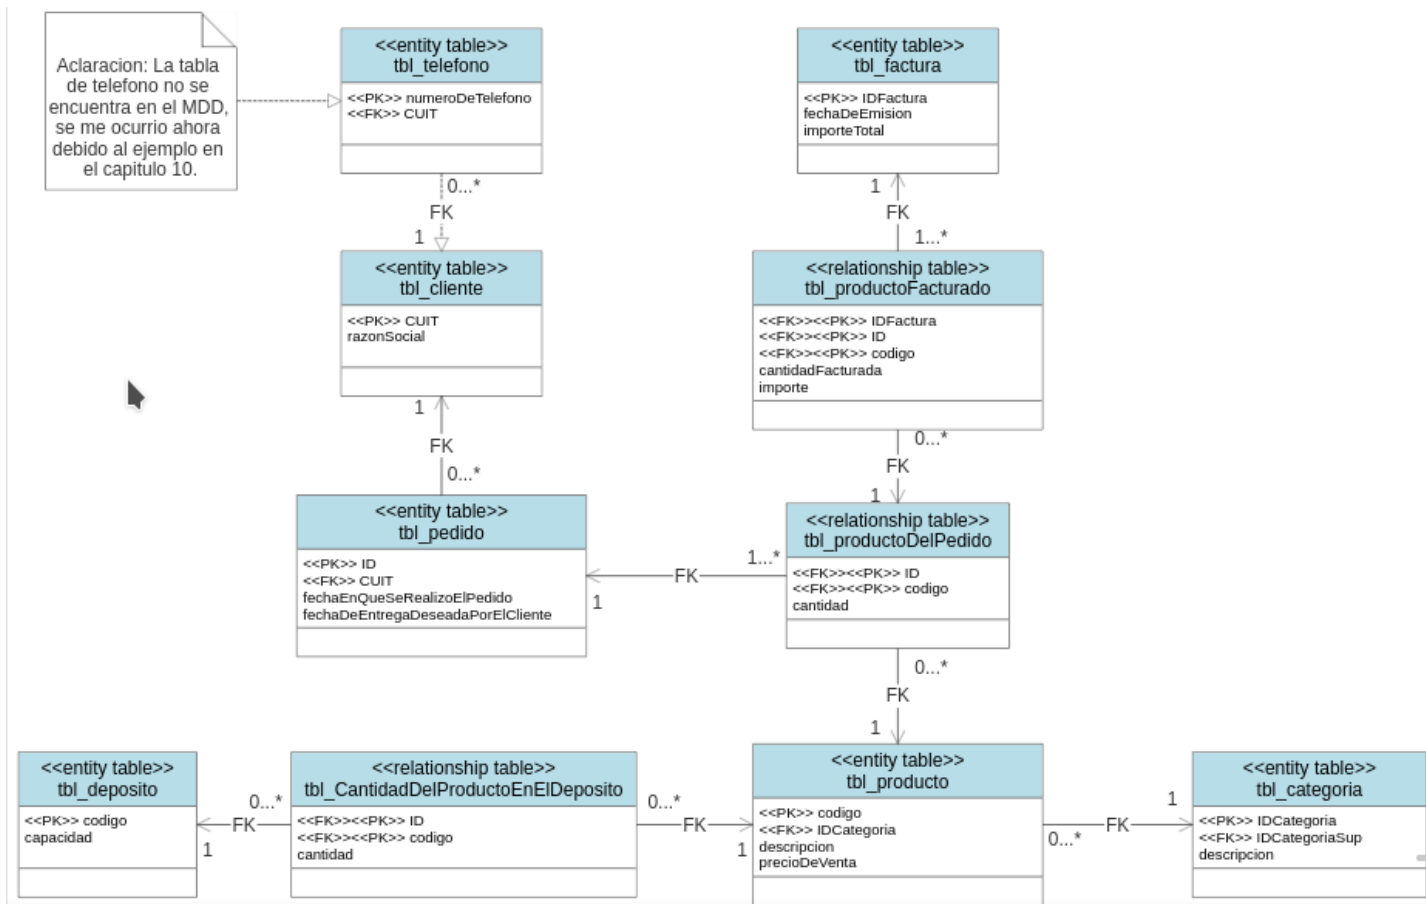 Aclaracion: La tabla
de telefono no se
encuentra en el MDD,
se me ocurrio ahora
debido al ejemplo en
el capitulo 10.
<<entity table>>
tbl_telefono
<<PK>> numeroDeTelefono
<<FK>> CUIT
0...*
FK
1
<<entity table>>
tbl_cliente
<<PK>> CUIT
razonSocial
1
FK
0...*
<<entity table>>
tbl_pedido
<<PK>> ID
<<FK>> CUIT
fechaEnQueSeRealizoElPedido
fechaDeEntregaDeseadaPorElCliente
<<entity table>>
tbl_factura
<<PK>> IDFactura
fechaDeEmision
importeTotal
1
FK
1...*
<<relationship table>>
tbl_productoFacturado
<<FK>><<PK>> IDFactura
<<FK>><<PK>> ID
<<FK>><<PK>> codigo
cantidadFacturada
importe
0...*
FK
1
<<relationship table>>
tbl_productoDelPedido
<<FK>><<PK>> ID
<<FK>><<PK>> codigo
cantidad
1...*
FK
1
0...*
FK
1
<<entity table>>
tbl_deposito
<<PK>> codigo
capacidad
0...*
FK
1
<<relationship table>>
tbl_CantidadDelProductoEnElDeposito
<<FK>><<PK>> ID
<<FK>><<PK>> codigo
cantidad
0...*
FK
1
<<entity table>>
tbl_producto
<<PK>> codigo
<<FK>> IDCategoria
descripcion
precioDeVenta
1
FK
0...*
<<entity table>>
tbl_categoria
<<PK>> IDCategoria
<<FK>> IDCategoriaSup
descripcion